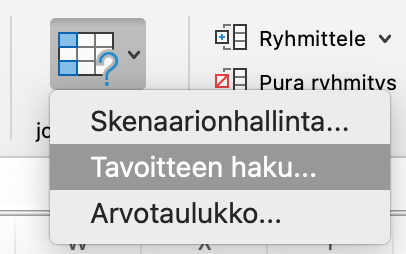 Ryhmittele
Pura ryhmitys
Skenaarionhallinta...
Tavoitteen haku...
Arvotaulukko...